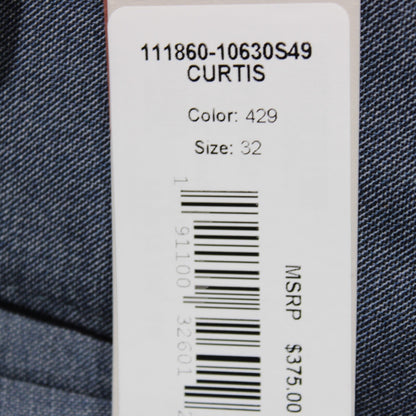 111860-10630S49
CURTIS
Color: 429
Size: 32
1 91100 32601
MSRP $375.00